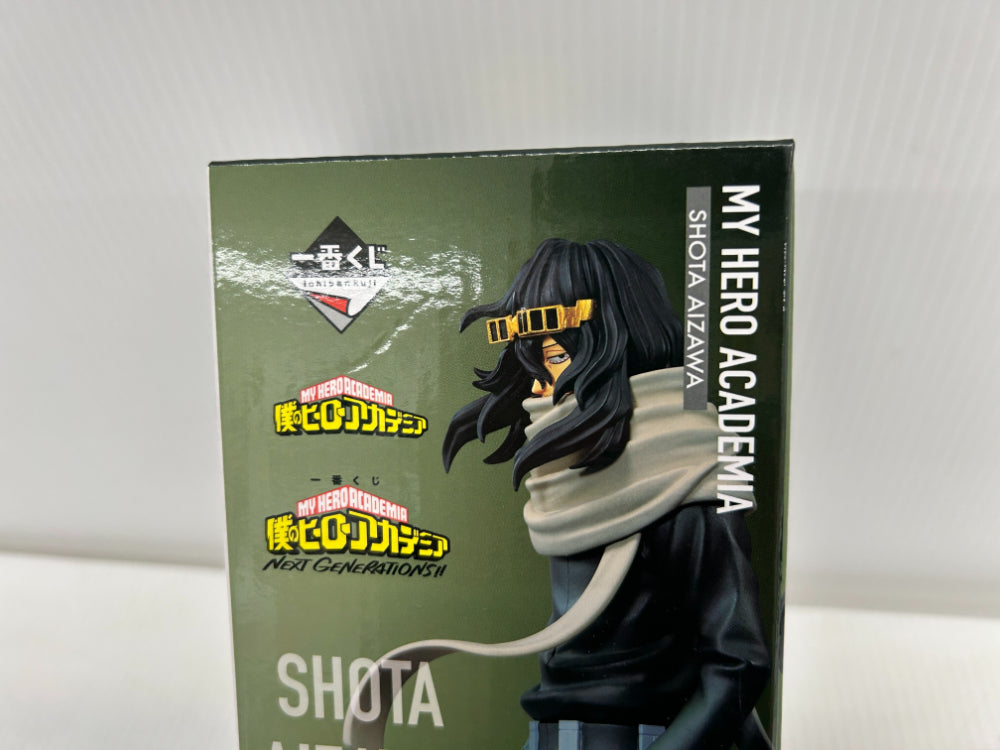 一番くじ
ichiban Kuji
MY HERO ACADEMIA
僕のヒーローアカデミア
一番くじ
MY HERO ACADEMIA
僕のヒーローアカデミア
NEXT GENERATIONS!!
SHOTA
MY HERO ACADEMIA
SHOTA AIZAWA